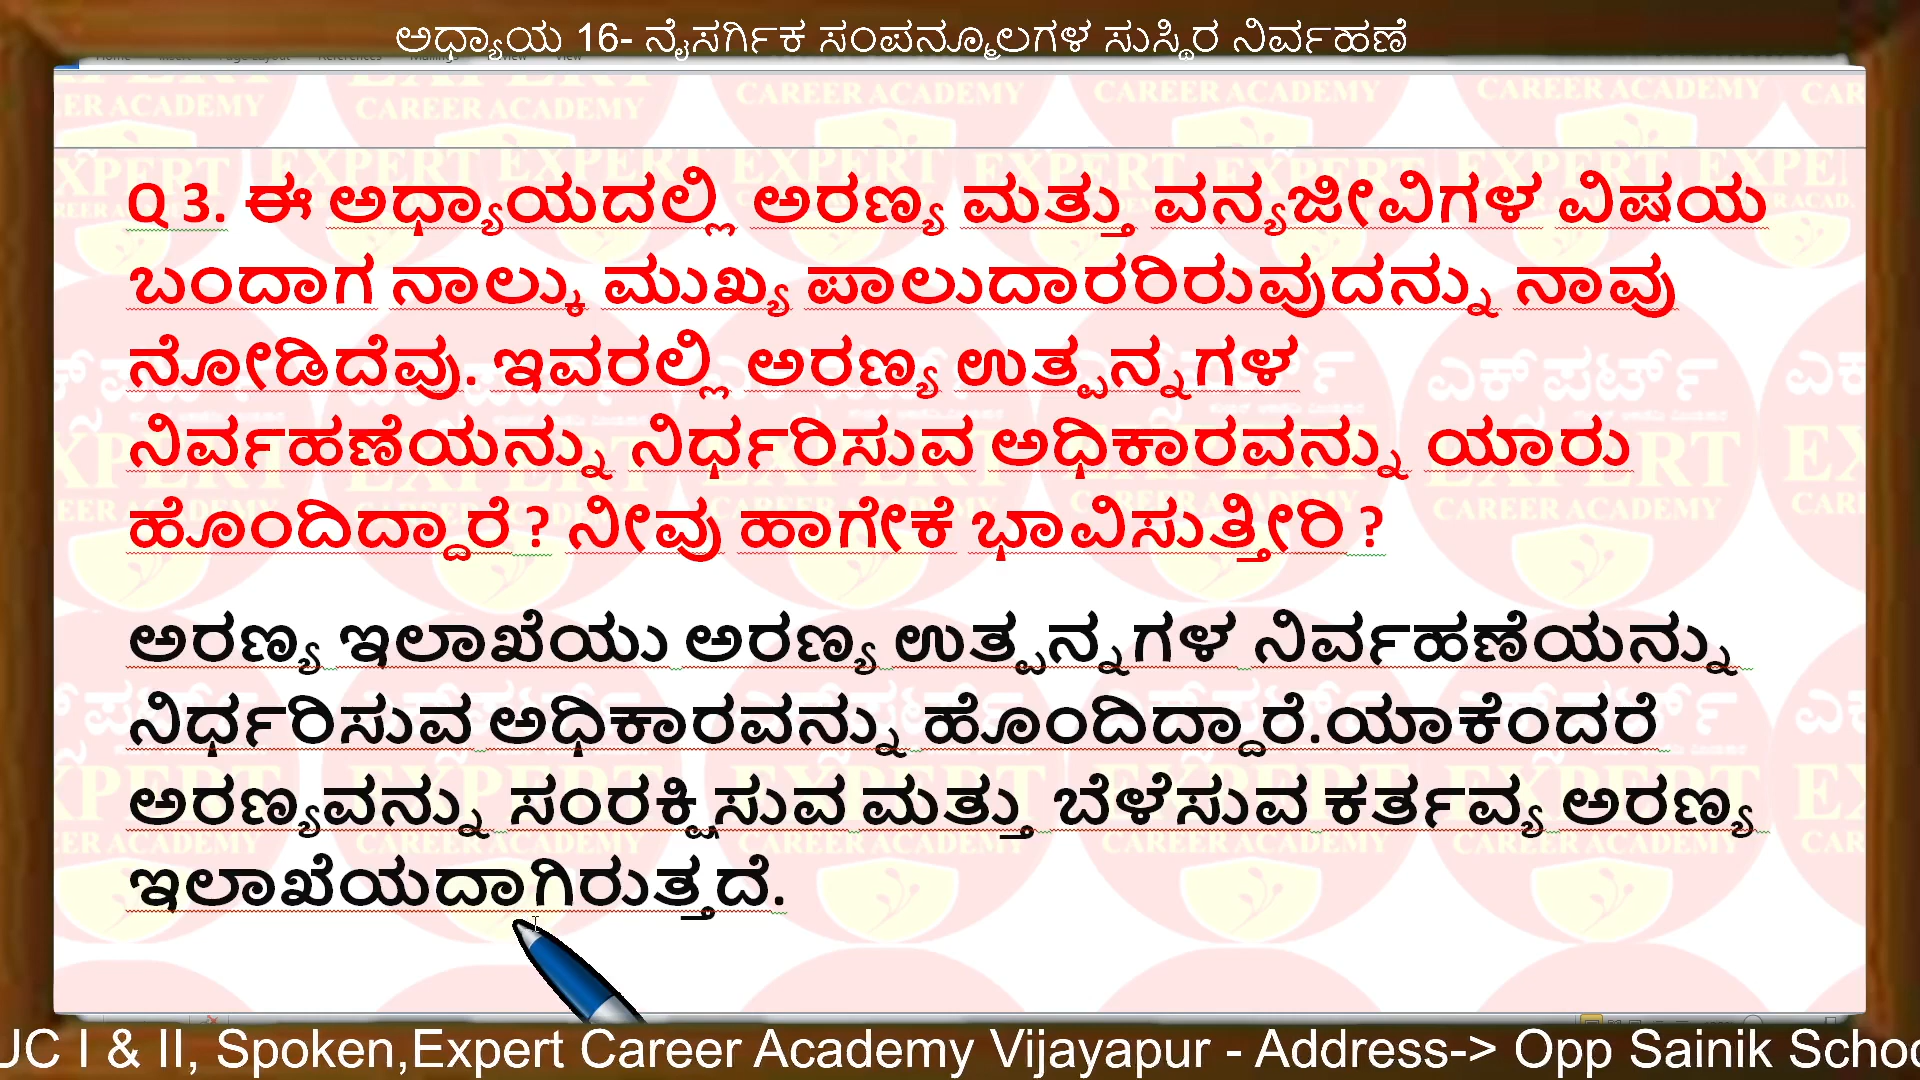 ಅಧ್ಯಾಯ 16- ನೈಸರ್ಗಿಕ ಸಂಪನ್ಮೂಲಗಳ ಸುಸ್ಥಿರ ನಿರ್ವಹಣೆ
Q 3. ಈ ಅಧ್ಯಾಯದಲ್ಲಿ ಅರಣ್ಯ ಮತ್ತು ವನ್ಯಜೀವಿಗಳ ವಿಷಯ
ಬಂದಾಗ ನಾಲ್ಕು ಮುಖ್ಯ ಪಾಲುದಾರರಿರುವುದನ್ನು ನಾವು
ನೋಡಿದೆವು. ಇವರಲ್ಲಿ ಅರಣ್ಯ ಉತ್ಪನ್ನಗಳ
ನಿರ್ವಹಣೆಯನ್ನು ನಿರ್ಧರಿಸುವ ಅಧಿಕಾರವನ್ನು ಯಾರು
ಹೊಂದಿದ್ದಾರೆ ? ನೀವು ಹಾಗೇಕೆ ಭಾವಿಸುತ್ತೀರಿ ?
ಅರಣ್ಯ ಇಲಾಖೆಯು ಅರಣ್ಯ ಉತ್ಪನ್ನಗಳ ನಿರ್ವಹಣೆಯನ್ನು
ನಿರ್ಧರಿಸುವ ಅಧಿಕಾರವನ್ನು ಹೊಂದಿದ್ದಾರೆ.ಯಾಕೆಂದರೆ
ಅರಣ್ಯವನ್ನು ಸಂರಕ್ಷಿಸುವ ಮತ್ತು ಬೆಳೆಸುವ ಕರ್ತವ್ಯ ಅರಣ್ಯ
ಇಲಾಖೆಯದಾಗಿರುತ್ತದೆ.
UC I & II, Spoken,Expert Career Academy Vijayapur - Address-> Opp Sainik Schoo